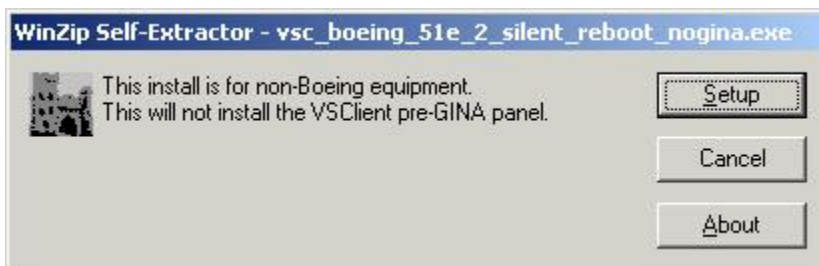 WinZip Self-Extractor - vsc_boeing_51e_2_silent_reboot_nogina.exe
This install is for non-Boeing equipment.
This will not install the VSClient pre-GINA panel.
Setup
Cancel
About